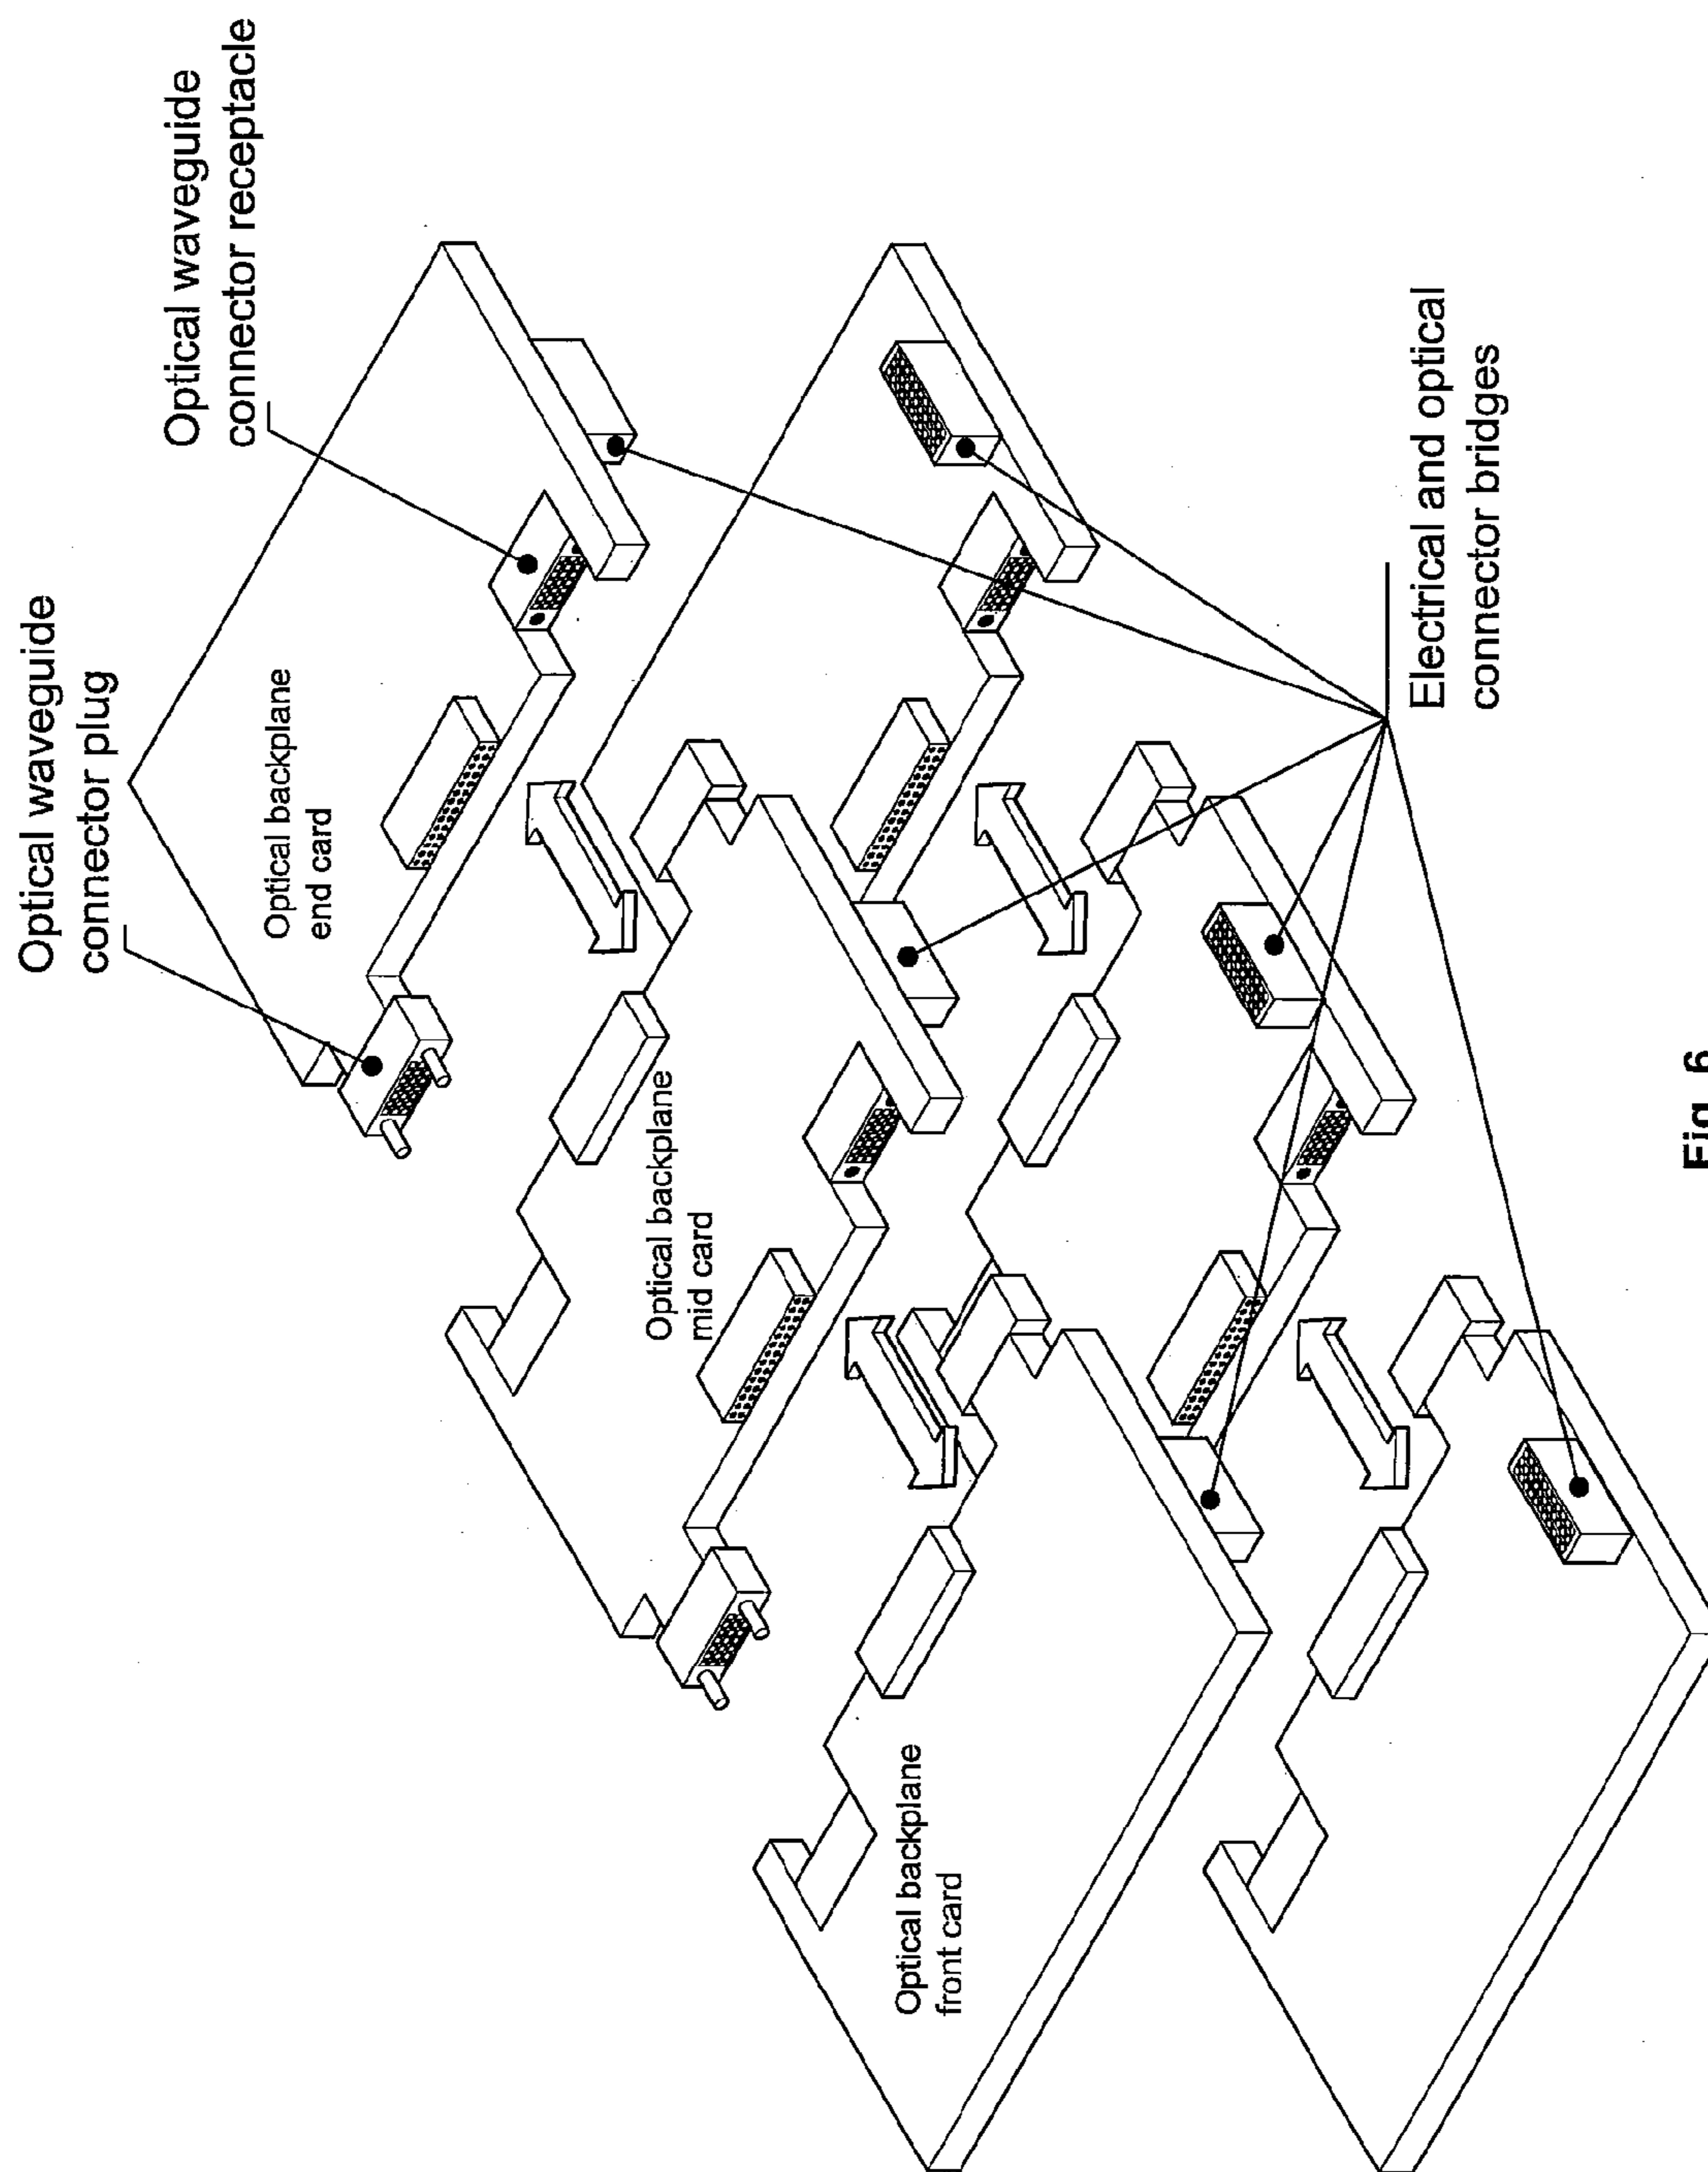 Optical waveguide
connector plug
Optical waveguide
connector receptacle
Optical backplane
end card
Optical backplane
mid card
Optical backplane
front card
Electrical and optical
connector bridges
Fig. 6